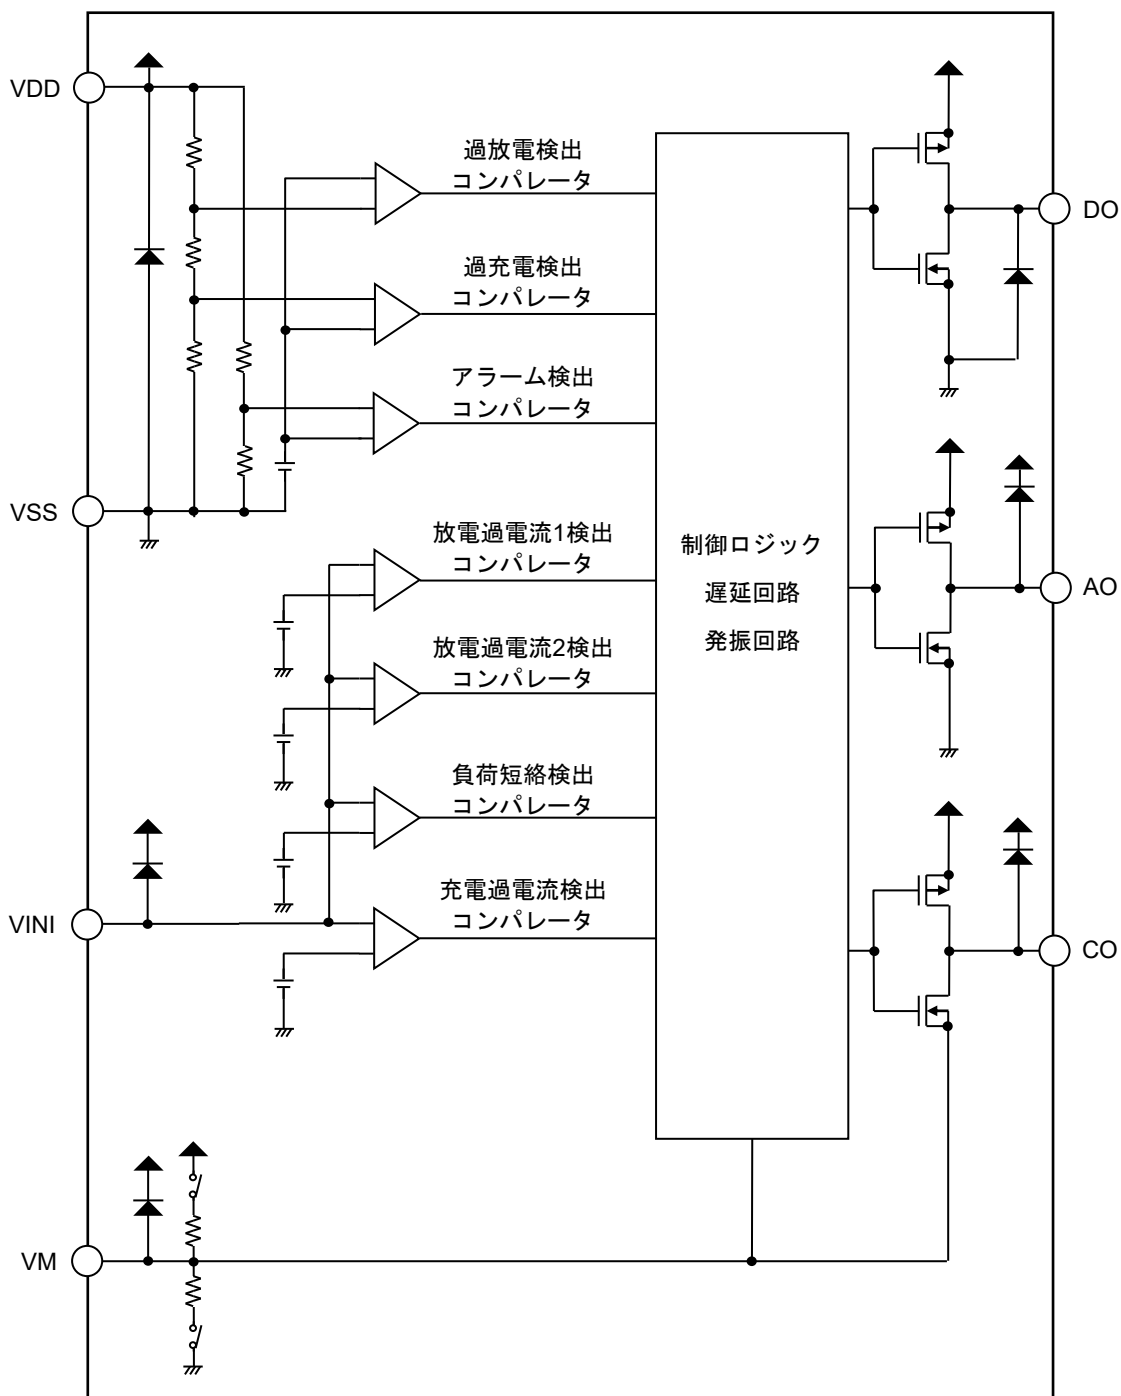 VDD
過放電検出
コンパレータ
DO
過充電検出
コンパレータ
アラーム検出
コンパレータ
VSS
放電過電流1検出
コンパレータ
制御ロジック
遅延回路
発振回路
AO
放電過電流2検出
コンパレータ
負荷短絡検出
コンパレータ
VINI
充電過電流検出
コンパレータ
CO
VM